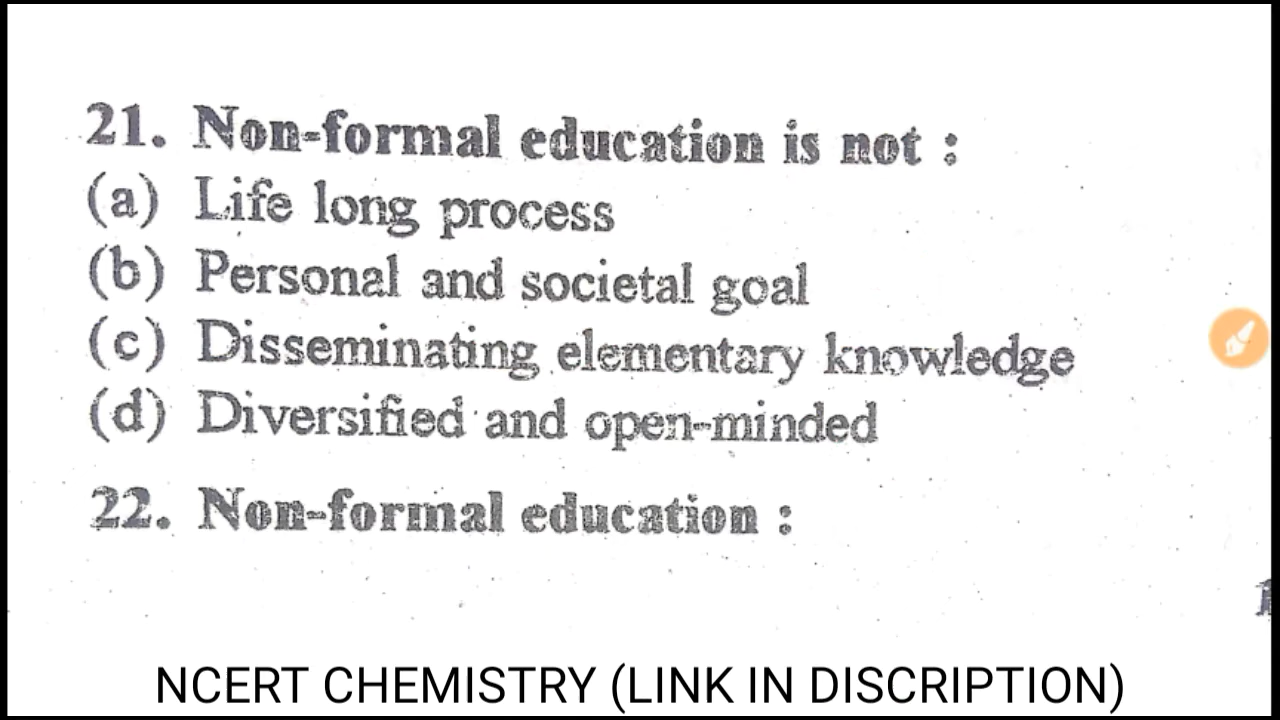 21. Non-formal education is not :
(a) Life long process
(b) Personal and societal goal
(c) Disseminating elementary knowledge
(d) Diversified and open-minded
22. Non-formal education :
NCERT CHEMISTRY (LINK IN DISCRIPTION)